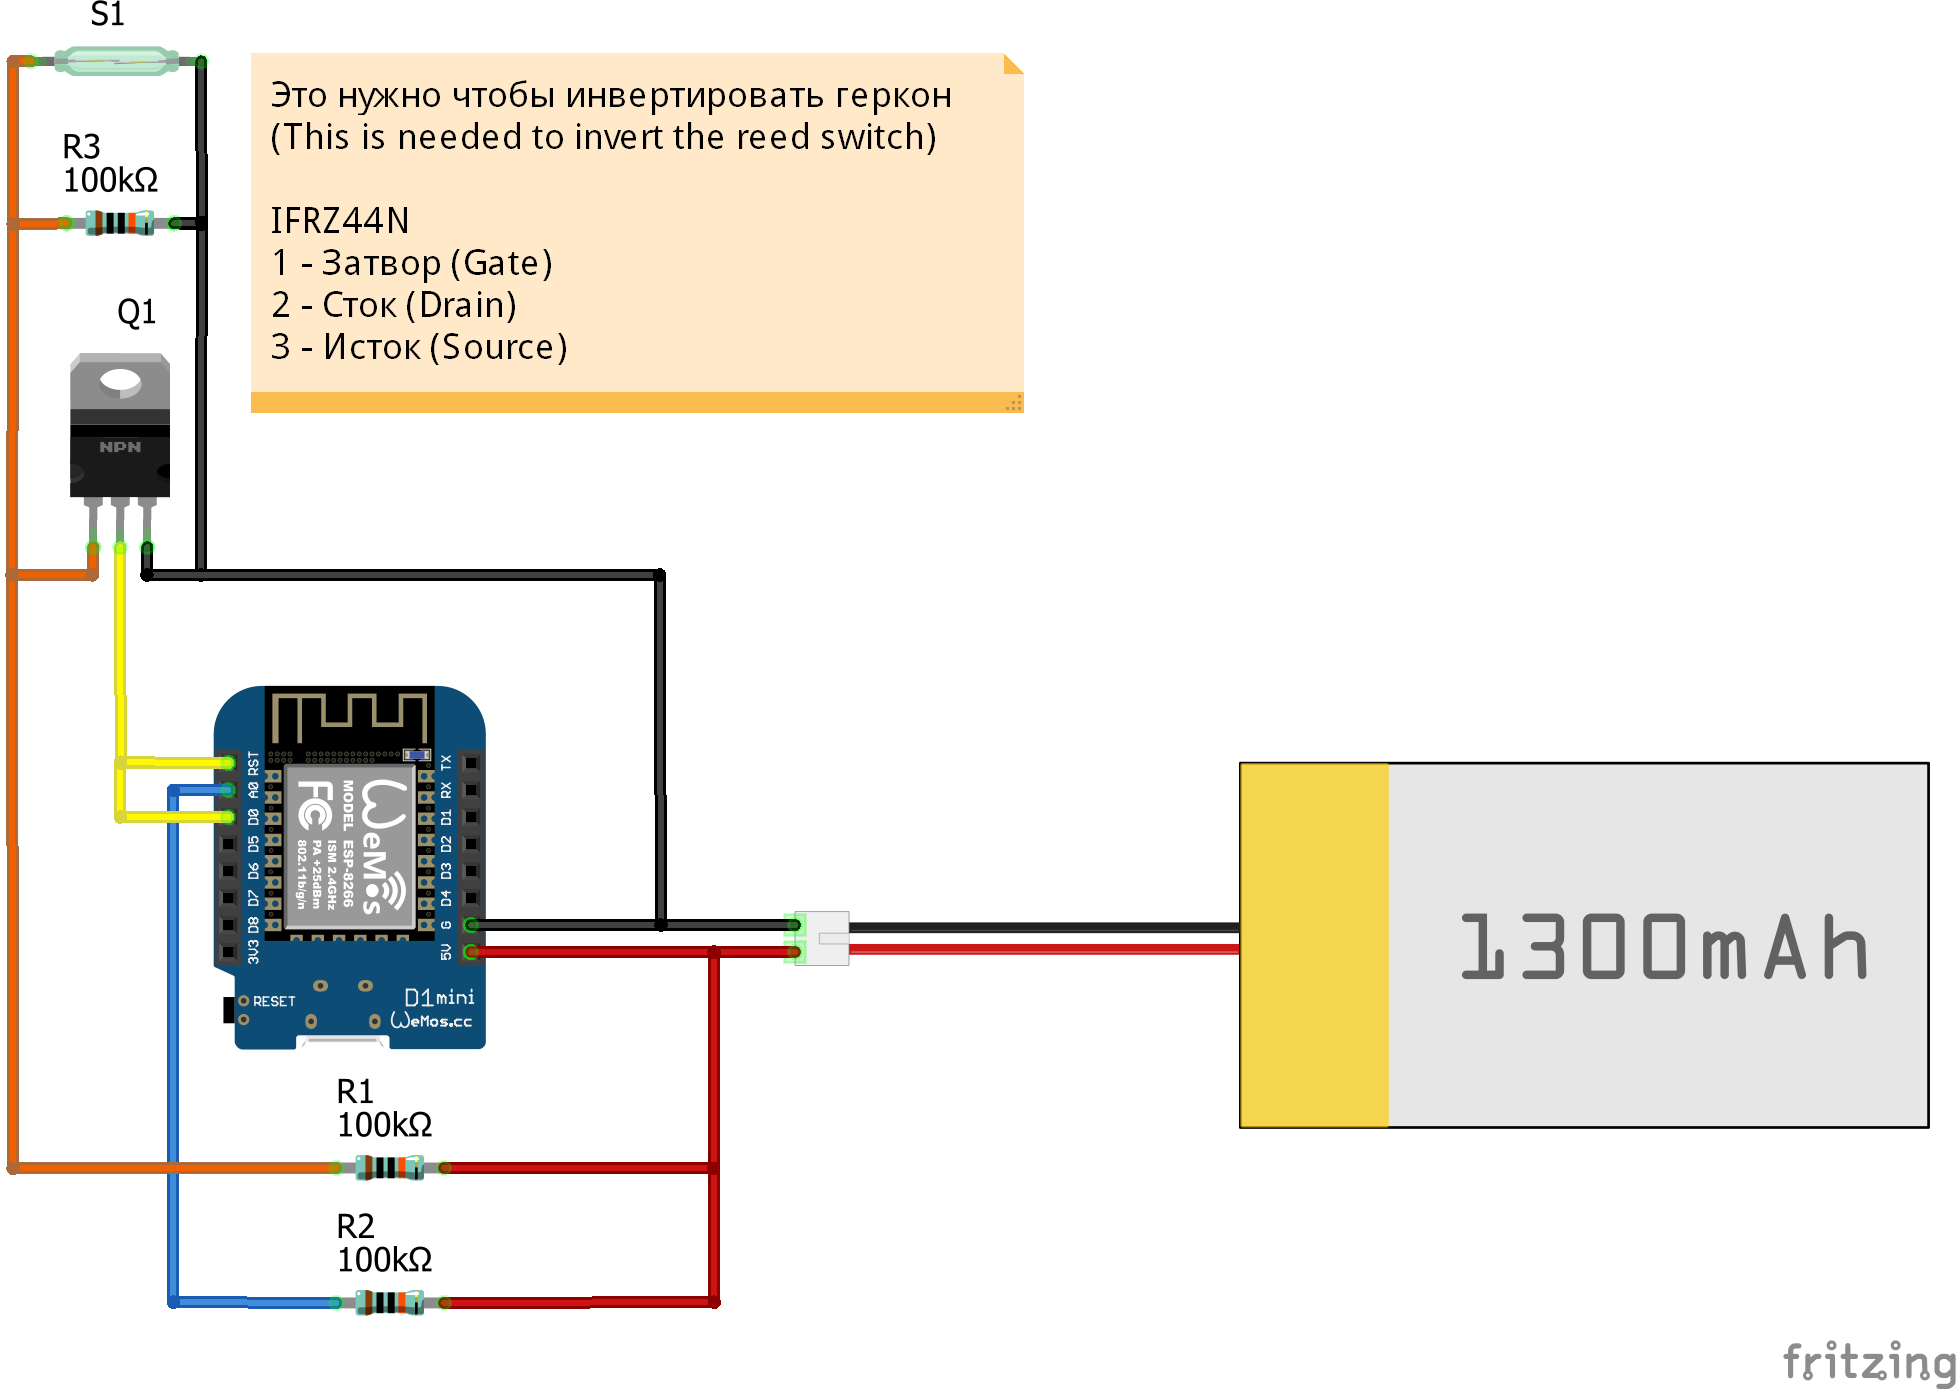 S1
Это нужно чтобы инвертировать геркон
(This is needed to invert the reed switch)
R3
100kΩ
IFRZ44N
1 - Затвор (Gate)
2 - Сток (Drain)
3 - Исток (Source)
Q1
NPN
RST
A0
D0
D5
D6
D7
D8
3V3
TX
RX
D1
D2
D3
D4
G
5V
WeMos
MODEL ESP-8266
ISM 2.4GHz
PA +25dBm
802.11b/g/n
FC
RESET
D1mini
WeMos.cc
1300mAh
R1
100kΩ
R2
100kΩ
fritzing